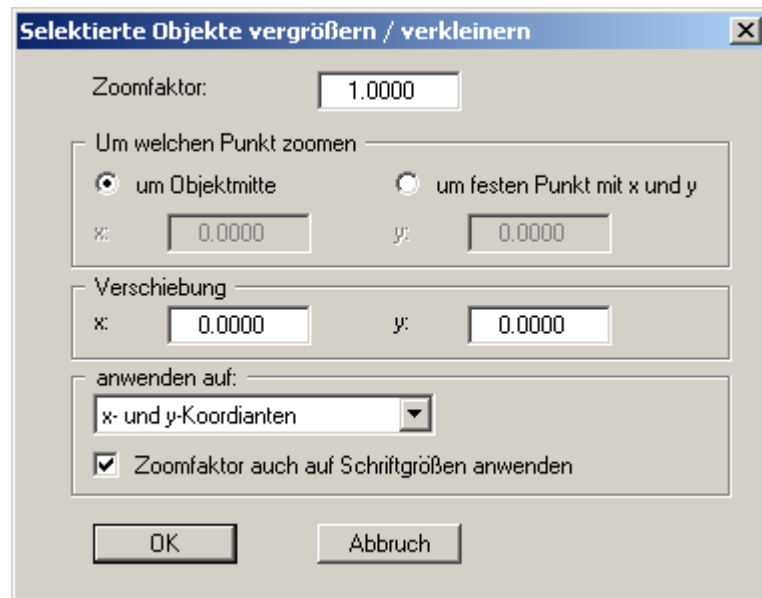 Selektierte Objekte vergrößern / verkleinern
Zoomfaktor: 1.0000
Um welchen Punkt zoomen
um Objektmitte um festen Punkt mit x und y
x: 0.0000 y: 0.0000
Verschiebung
x: 0.0000 y: 0.0000
anwenden auf:
x- und y-Koordianten
Zoomfaktor auch auf Schriftgrößen anwenden
OK Abbruch